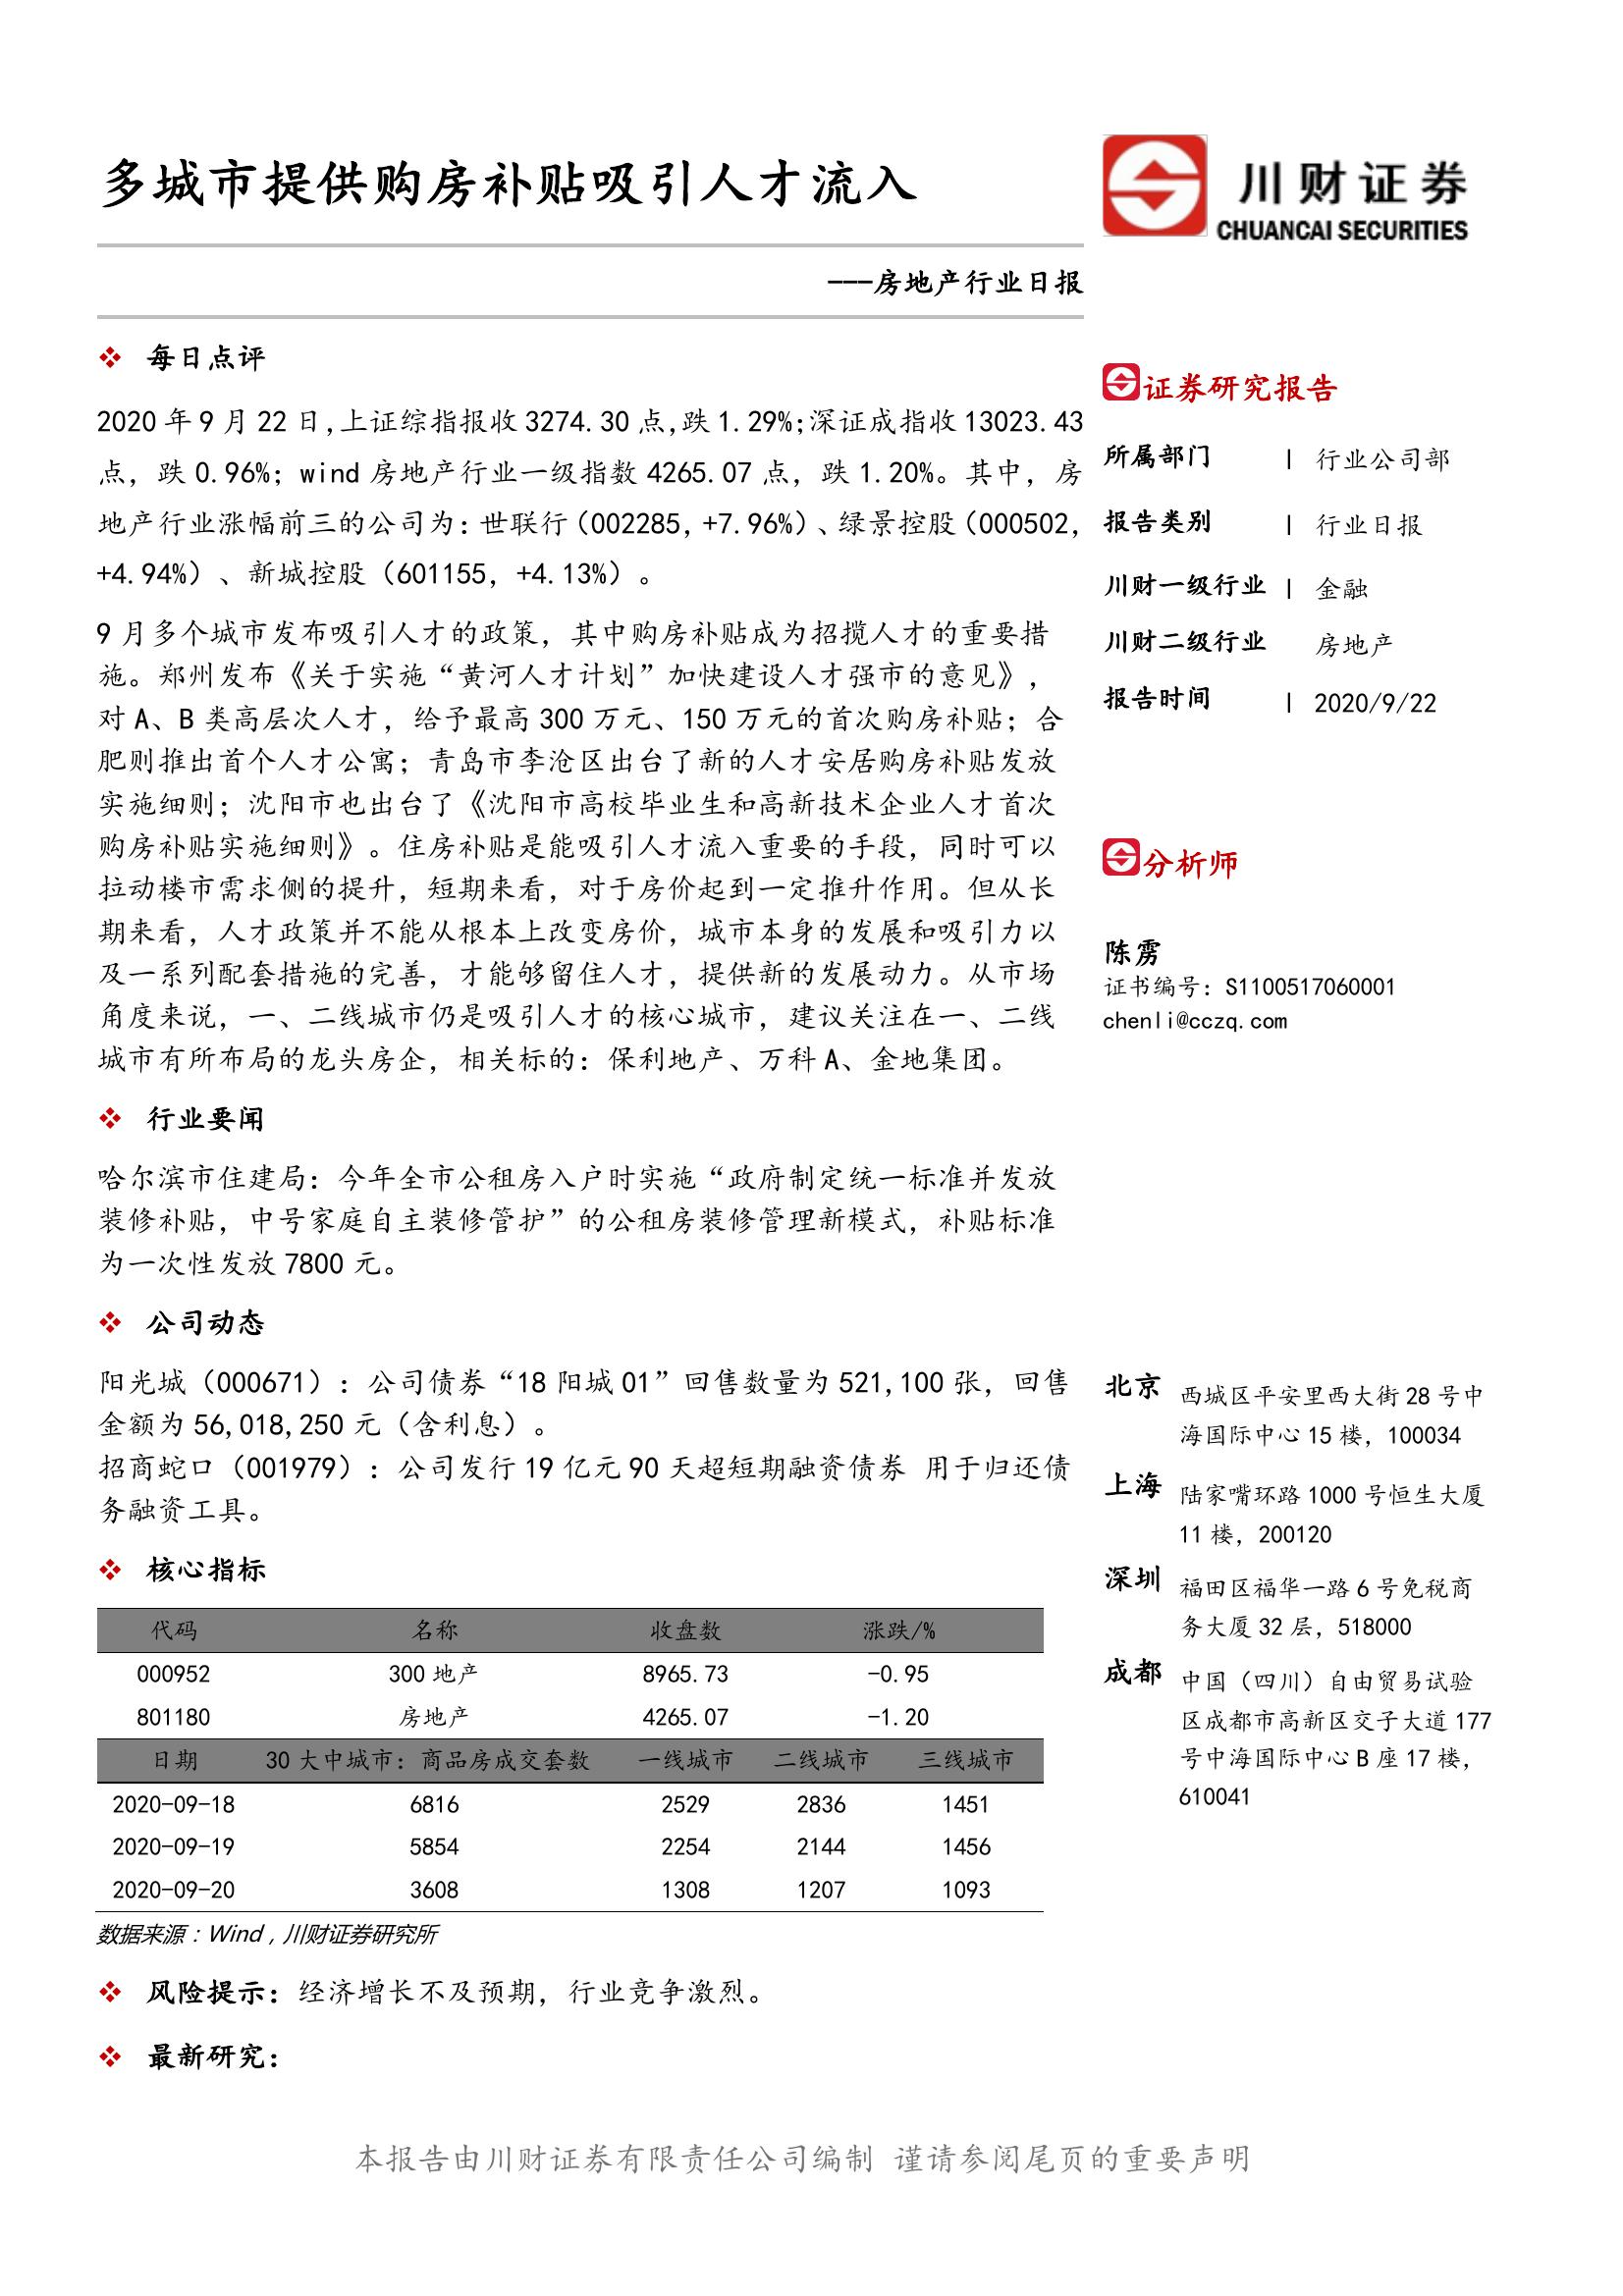 多城市提供购房补贴吸引人才流入
川财证券
CHUANCAI SECURITIES
---房地产行业日报
❖ 每日点评
2020 年 9 月 22 日，上证综指报收 3274.30 点，跌 1.29%；深证成指收 13023.43
点，跌 0.96%；wind 房地产行业一级指数 4265.07 点，跌 1.20%。其中，房
地产行业涨幅前三的公司为：世联行（002285，+7.96%）、绿景控股（000502，
+4.94%）、新城控股（601155，+4.13%）。
9 月多个城市发布吸引人才的政策，其中购房补贴成为招揽人才的重要措
施。郑州发布《关于实施“黄河人才计划”加快建设人才强市的意见》，
对 A、B 类高层次人才，给予最高 300 万元、150 万元的首次购房补贴；合
肥则推出首个人才公寓；青岛市李沧区出台了新的人才安居购房补贴发放
实施细则；沈阳市也出台了《沈阳市高校毕业生和高新技术企业人才首次
购房补贴实施细则》。住房补贴是能吸引人才流入重要的手段，同时可以
拉动楼市需求侧的提升，短期来看，对于房价起到一定推升作用。但从长
期来看，人才政策并不能从根本上改变房价，城市本身的发展和吸引力以
及一系列配套措施的完善，才能够留住人才，提供新的发展动力。从市场
角度来说，一、二线城市仍是吸引人才的核心城市，建议关注在一、二线
城市有所布局的龙头房企，相关标的：保利地产、万科 A、金地集团。
❖ 行业要闻
哈尔滨市住建局：今年全市公租房入户时实施“政府制定统一标准并发放
装修补贴，中号家庭自主装修管护”的公租房装修管理新模式，补贴标准
为一次性发放 7800 元。
❖ 公司动态
阳光城（000671）：公司债券“18 阳城 01”回售数量为 521,100 张，回售
金额为 56,018,250 元（含利息）。
招商蛇口（001979）：公司发行 19 亿元 90 天超短期融资债券 用于归还债
务融资工具。
❖ 核心指标
代码 名称 收盘数 涨跌/%
000952 300 地产 8965.73 -0.95
801180 房地产 4265.07 -1.20
日期 30 大中城市：商品房成交套数 一线城市 二线城市 三线城市
2020-09-18 6816 2529 2836 1451
2020-09-19 5854 2254 2144 1456
2020-09-20 3608 1308 1207 1093
数据来源：Wind，川财证券研究所
❖ 风险提示：经济增长不及预期，行业竞争激烈。
❖ 最新研究：
证券研究报告
所属部门 | 行业公司部
报告类别 | 行业日报
川财一级行业 | 金融
川财二级行业 房地产
报告时间 | 2020/9/22
分析师
陈雳
证书编号：S1100517060001
chenli@cczq.com
北京 西城区平安里西大街 28 号中
海国际中心 15 楼，100034
上海 陆家嘴环路 1000 号恒生大厦
11 楼，200120
深圳 福田区福华一路 6 号免税商
务大厦 32 层，518000
成都 中国（四川）自由贸易试验
区成都市高新区交子大道 177
号中海国际中心 B 座 17 楼，
610041
本报告由川财证券有限责任公司编制 谨请参阅尾页的重要声明